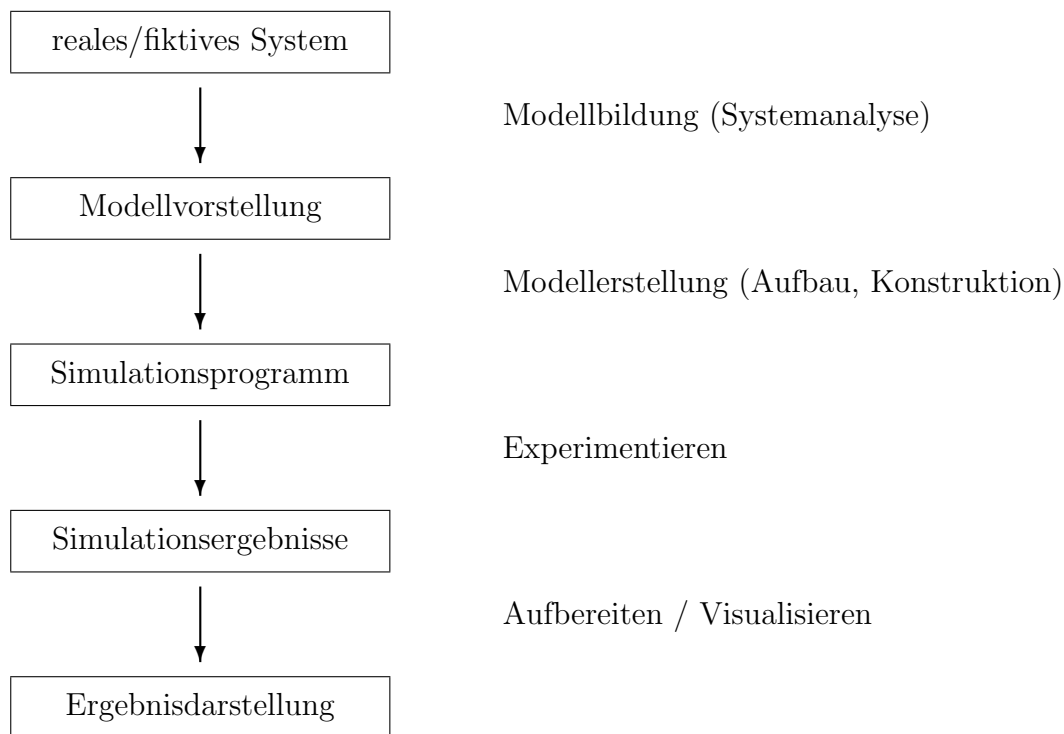 reales/fiktives System
Modellbildung (Systemanalyse)
Modellvorstellung
Modellerstellung (Aufbau, Konstruktion)
Simulationsprogramm
Experimentieren
Simulationsergebnisse
Aufbereiten / Visualisieren
Ergebnisdarstellung